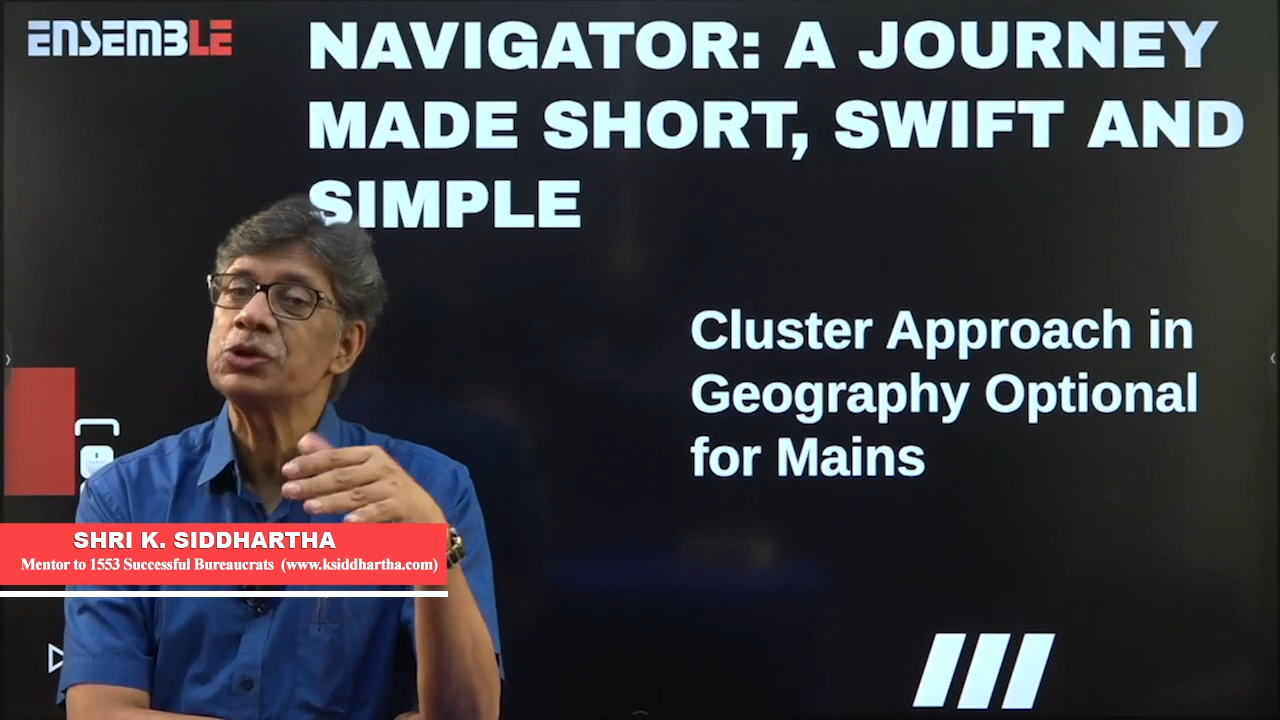 ENSEMBLE
NAVIGATOR: A JOURNEY
MADE SHORT, SWIFT AND
SIMPLE
Cluster Approach in
Geography Optional
for Mains
SHRI K. SIDDHARTHA
Mentor to 1553 Successful Bureaucrats (www.ksiddhartha.com)